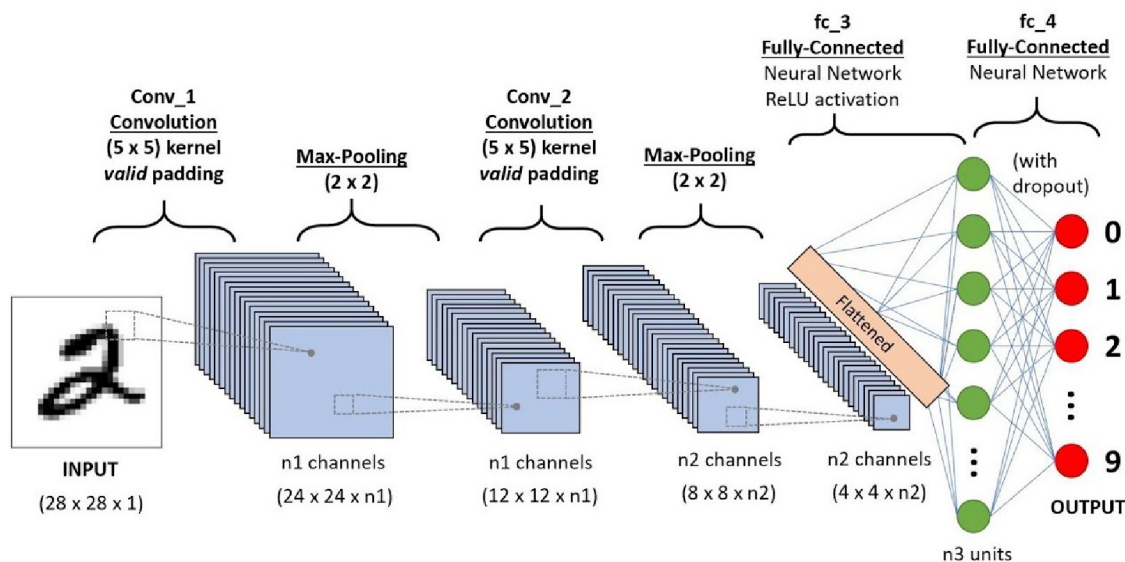 fc_3
Fully-Connected
Neural Network
ReLU activation
fc_4
Fully-Connected
Neural Network
Conv_1
Convolution
(5 x 5) kernel
valid padding
Max-Pooling
(2 x 2)
Conv_2
Convolution
(5 x 5) kernel
valid padding
Max-Pooling
(2 x 2)
(with
dropout)
Flattened
0
1
2
9
INPUT
(28 x 28 x 1)
n1 channels
(24 x 24 x n1)
n1 channels
(12 x 12 x n1)
n2 channels
(8 x 8 x n2)
n2 channels
(4 x 4 x n2)
OUTPUT
n3 units
2